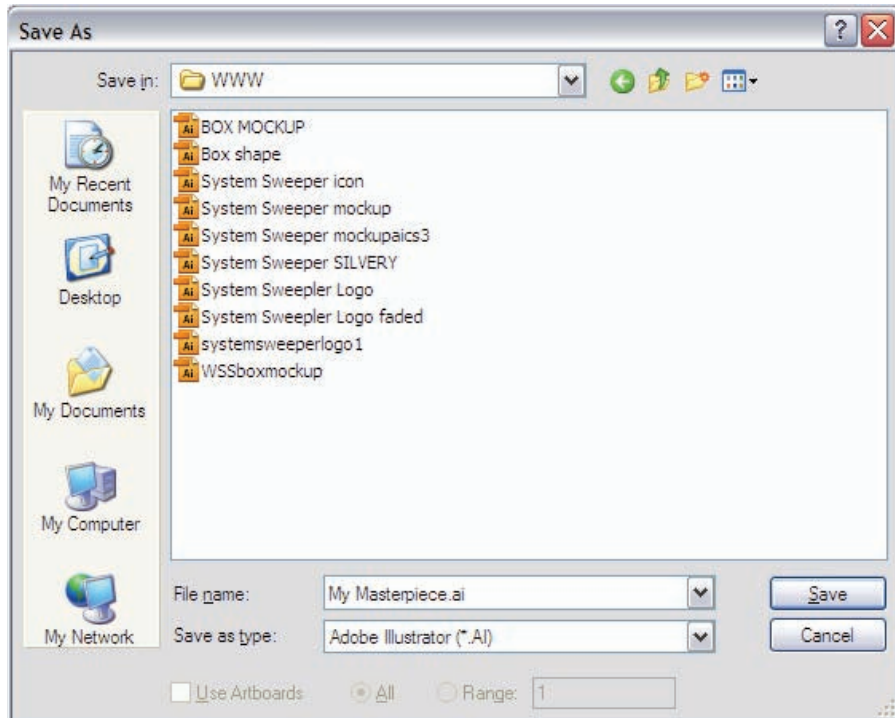 Save As
Save in: WWW
My Recent Documents
Desktop
My Documents
My Computer
My Network
BOX MOCKUP
Box shape
System Sweeper icon
System Sweeper mockup
System Sweeper mockupaics3
System Sweeper SILVERY
System Sweepler Logo
System Sweepler Logo faded
systemsweeperlogo1
WSSboxmockup
File name: My Masterpiece.ai Save
Save as type: Adobe Illustrator (*.AI) Cancel
Use Artboards All Range: 1